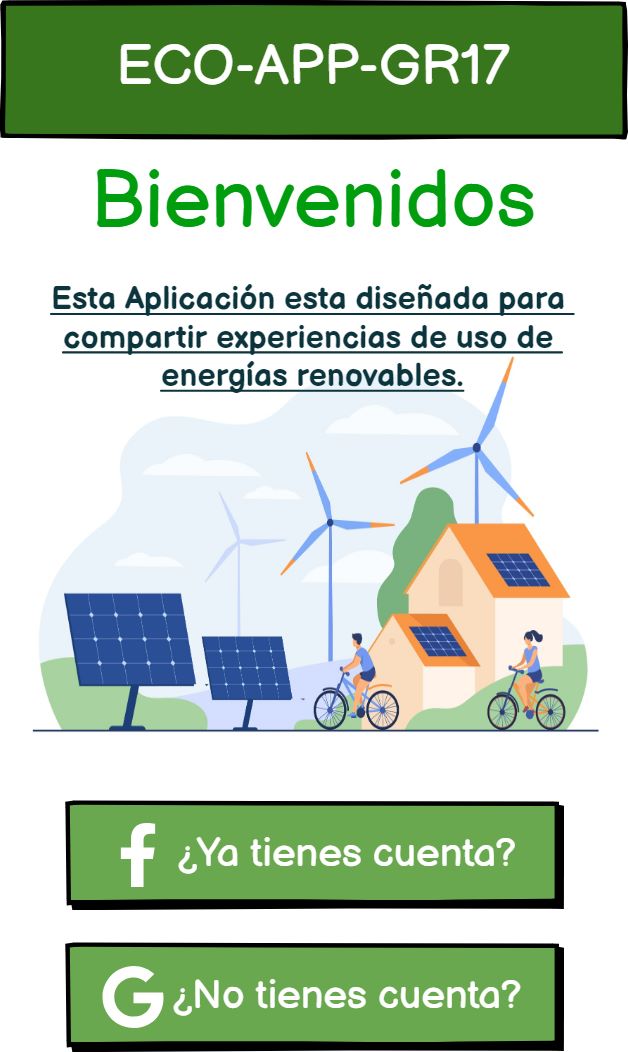 ECO-APP-GR17
Bienvenidos
Esta Aplicación esta diseñada para
compartir experiencias de uso de
energías renovables.
¿Ya tienes cuenta?
¿No tienes cuenta?